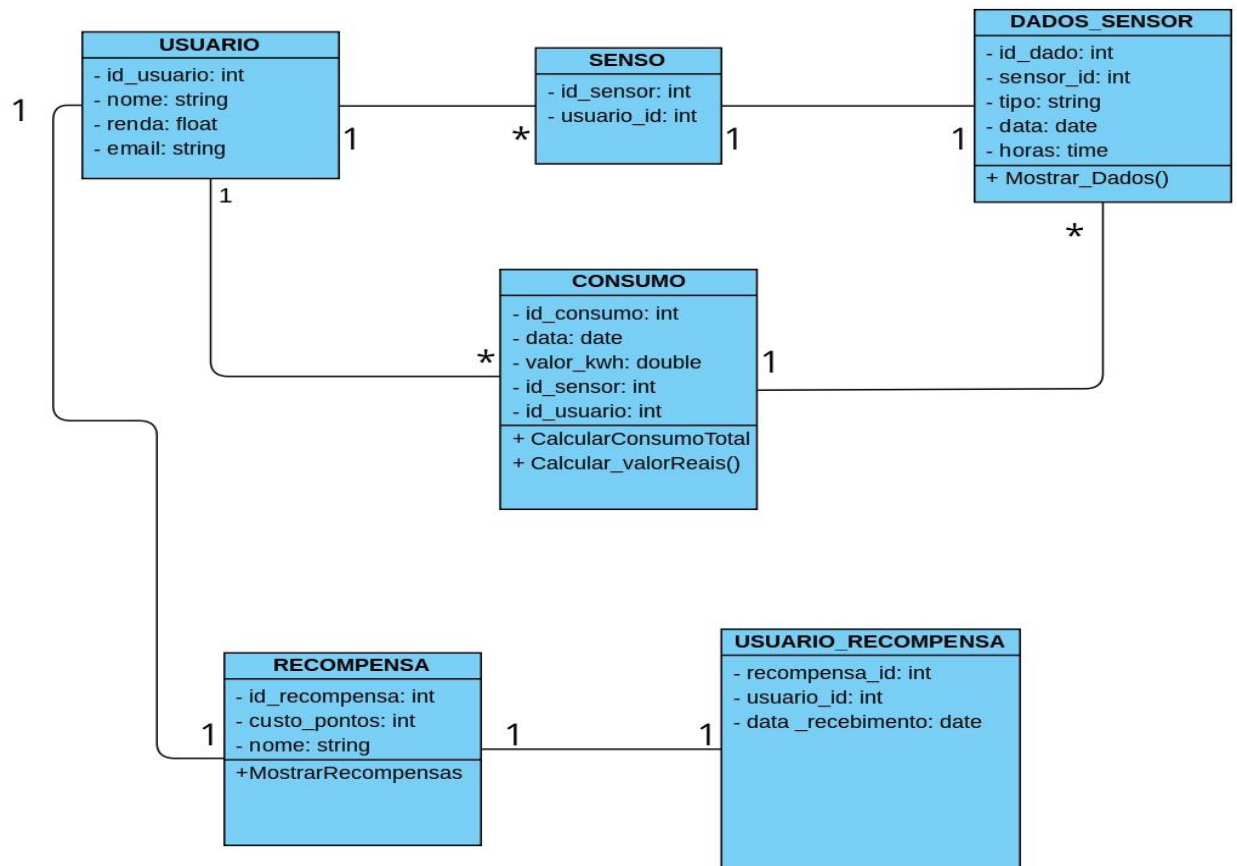 USUARIO
- id_usuario: int
- nome: string
- renda: float
- email: string
1
1
1
SENSO
- id_sensor: int
- usuario_id: int
*
1
DADOS_SENSOR
- id_dado: int
- sensor_id: int
- tipo: string
- data: date
- horas: time
+ Mostrar_Dados()
1
*
CONSUMO
- id_consumo: int
- data: date
- valor_kwh: double
- id_sensor: int
- id_usuario: int
+ CalcularConsumoTotal
+ Calcular_valorReais()
*
1
RECOMPENSA
- id_recompensa: int
- custo_pontos: int
- nome: string
+MostrarRecompensas
1
1
USUARIO_RECOMPENSA
- recompensa_id: int
- usuario_id: int
- data _recebimento: date
1